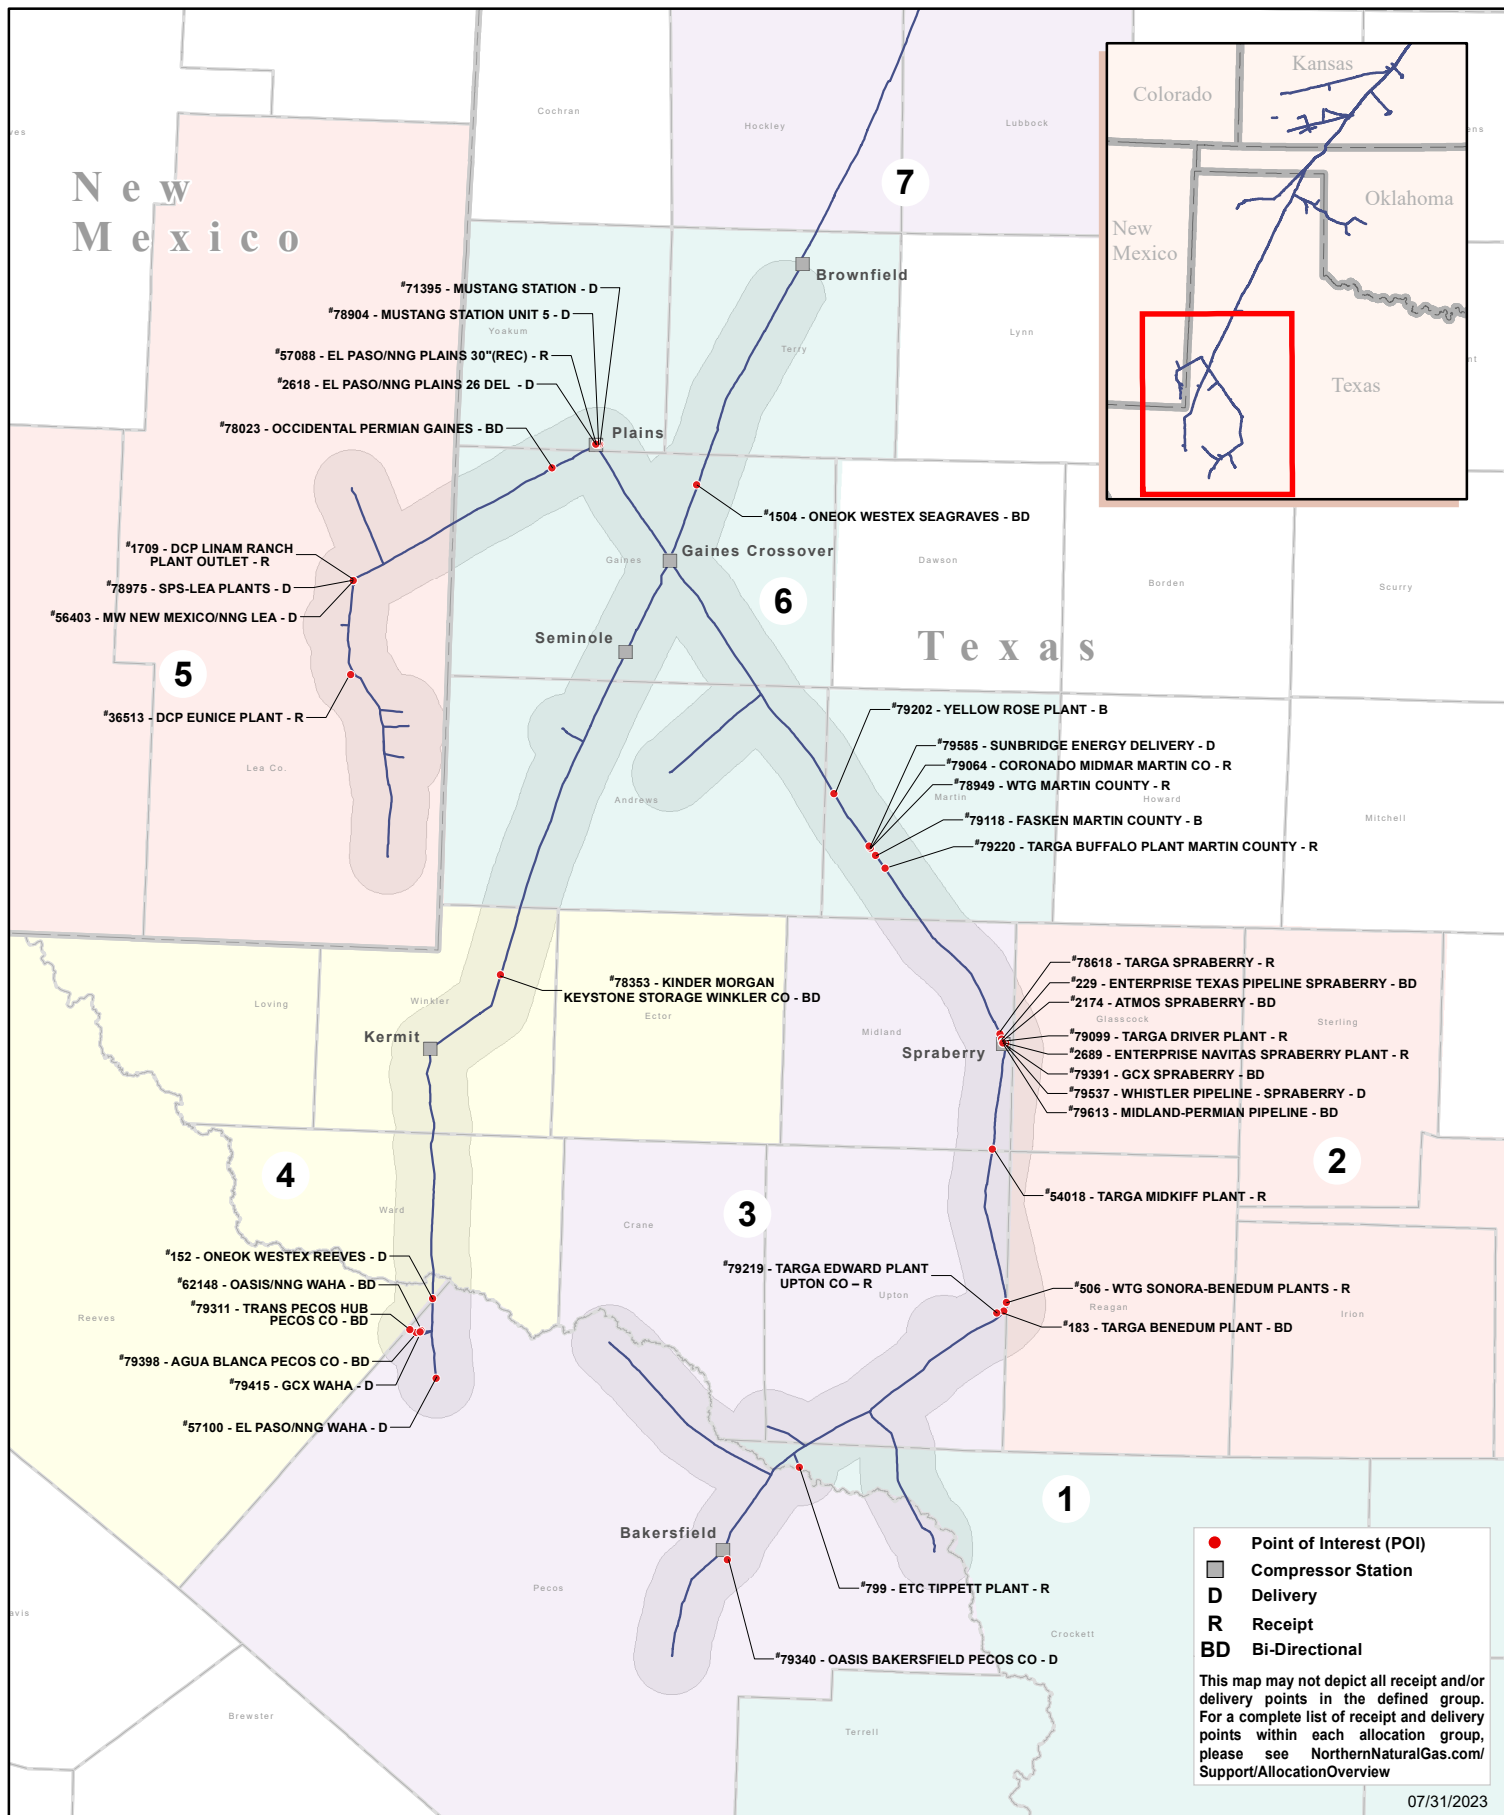 Cochran
Hockley
Lubbock
ves
ens
Kansas
Colorado
Oklahoma
New
Mexico
Texas
New
Mexico
7
Brownfield
#71395 - MUSTANG STATION - D
#78904 - MUSTANG STATION UNIT 5 - D
Yoakum
Terry
Lynn
nt
#57088 - EL PASO/NNG PLAINS 30"(REC) - R
#2618 - EL PASO/NNG PLAINS 26 DEL - D
#78023 - OCCIDENTAL PERMIAN GAINES - BD
Plains
#1504 - ONEOK WESTEX SEAGRAVES - BD
#1709 - DCP LINAM RANCH
PLANT OUTLET - R
#78975 - SPS-LEA PLANTS - D
#56403 - MW NEW MEXICO/NNG LEA - D
Gaines Crossover
Gaines
Dawson
Borden
Scurry
6
Seminole
Texas
5
#36513 - DCP EUNICE PLANT - R
Lea Co.
#79202 - YELLOW ROSE PLANT - B
#79585 - SUNBRIDGE ENERGY DELIVERY - D
#79064 - CORONADO MIDMAR MARTIN CO - R
#78949 - WTG MARTIN COUNTY - R
Andrews
Martin
Howard
Mitchell
#79118 - FASKEN MARTIN COUNTY - B
#79220 - TARGA BUFFALO PLANT MARTIN COUNTY - R
#78353 - KINDER MORGAN
KEYSTONE STORAGE WINKLER CO - BD
Loving
Winkler
Ector
Midland
Glasscock
Sterling
Kermit
Spraberry
#78618 - TARGA SPRABERRY - R
#229 - ENTERPRISE TEXAS PIPELINE SPRABERRY - BD
#2174 - ATMOS SPRABERRY - BD
#79099 - TARGA DRIVER PLANT - R
#2689 - ENTERPRISE NAVITAS SPRABERRY PLANT - R
#79391 - GCX SPRABERRY - BD
#79537 - WHISTLER PIPELINE - SPRABERRY - D
#79613 - MIDLAND-PERMIAN PIPELINE - BD
4
2
3
#54018 - TARGA MIDKIFF PLANT - R
Ward
Crane
#152 - ONEOK WESTEX REEVES - D
#62148 - OASIS/NNG WAHA - BD
#79311 - TRANS PECOS HUB
PECOS CO - BD
#79398 - AGUA BLANCA PECOS CO - BD
#79415 - GCX WAHA - D
#57100 - EL PASO/NNG WAHA - D
Reeves
#79219 - TARGA EDWARD PLANT
UPTON CO – R
Upton
#506 - WTG SONORA-BENEDUM PLANTS - R
Reagan
Irion
#183 - TARGA BENEDUM PLANT - BD
1
Bakersfield
Pecos
#799 - ETC TIPPETT PLANT - R
avis
Crockett
#79340 - OASIS BAKERSFIELD PECOS CO - D
Brewster
Terrell
Point of Interest (POI)
Compressor Station
D Delivery
R Receipt
BD Bi-Directional
This map may not depict all receipt and/or
delivery points in the defined group.
For a complete list of receipt and delivery
points within each allocation group,
please see NorthernNaturalGas.com/
Support/AllocationOverview
07/31/2023